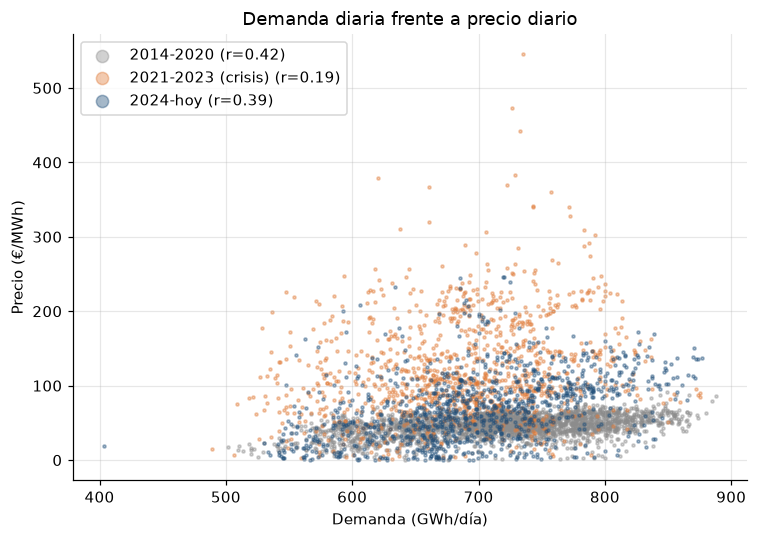 Demanda diaria frente a precio diario
2014-2020 (r=0.42)
2021-2023 (crisis) (r=0.19)
2024-hoy (r=0.39)
500
400
300
200
100
0
Precio (€/MWh)
400 500 600 700 800 900
Demanda (GWh/día)